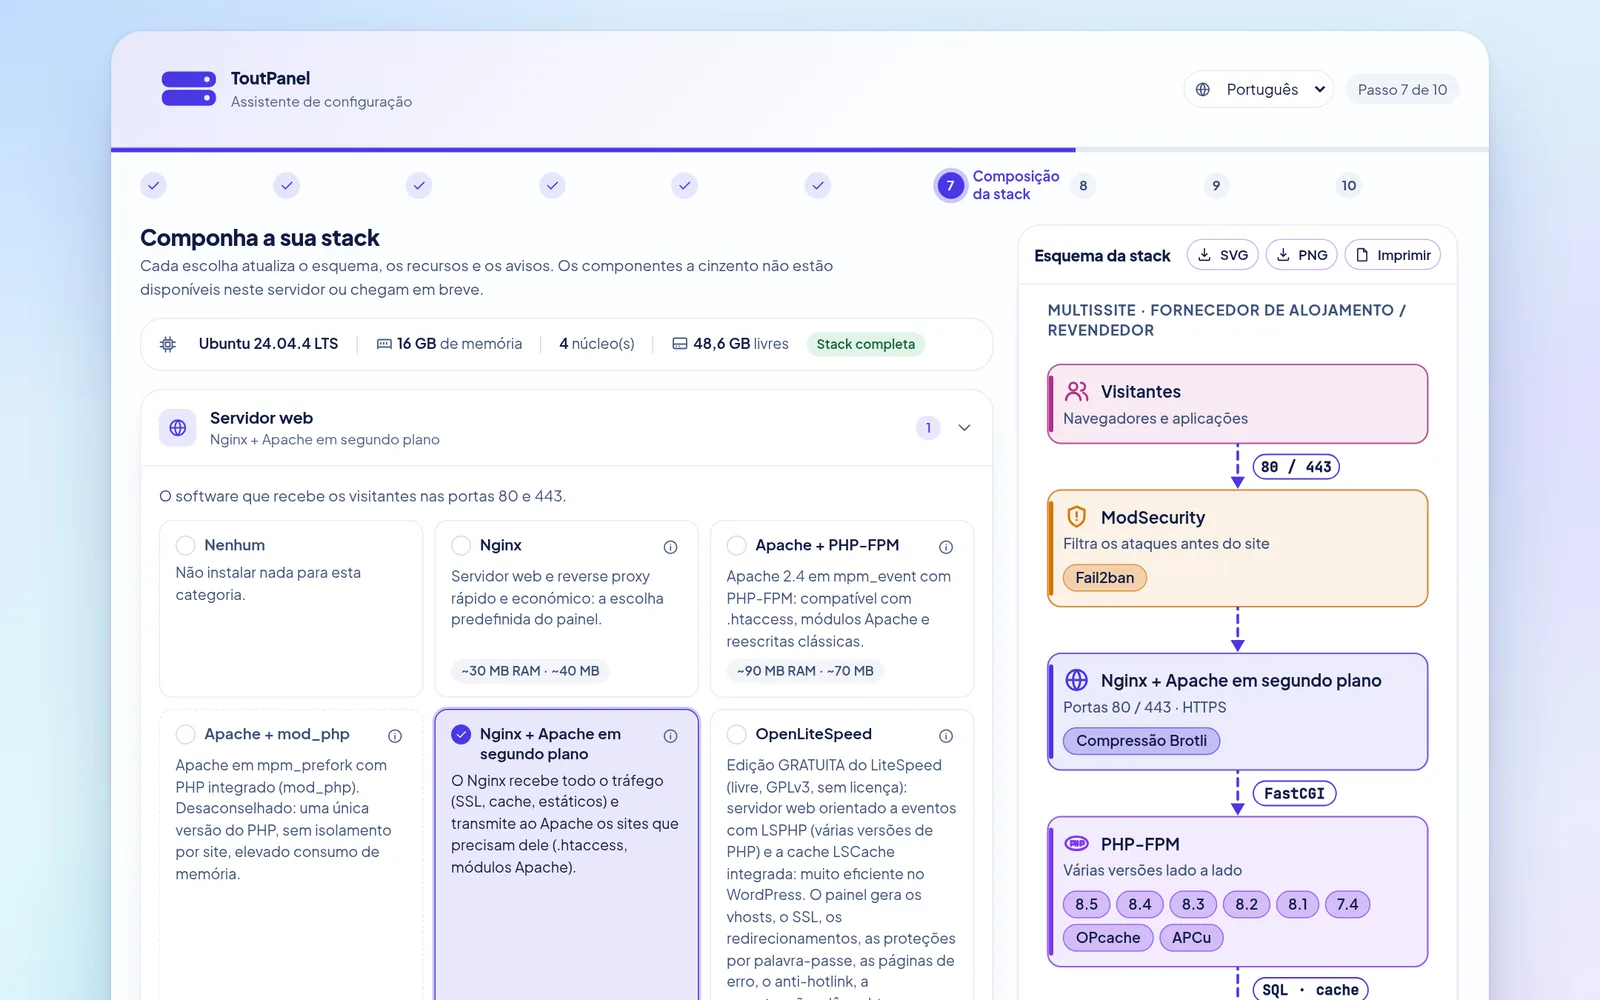 ToutPanel
Assistente de configuração
Português
Passo 7 de 10
7
Composição
da stack
8
9
10
Componha a sua stack
Cada escolha atualiza o esquema, os recursos e os avisos. Os componentes a cinzento não estão
disponíveis neste servidor ou chegam em breve.
Ubuntu 24.04.4 LTS
16 GB de memória
4 núcleo(s)
48,6 GB livres
Stack completa
Servidor web
Nginx + Apache em segundo plano
1
O software que recebe os visitantes nas portas 80 e 443.
Nenhum
Não instalar nada para esta
categoria.
Nginx
Servidor web e reverse proxy
rápido e económico: a escolha
predefinida do painel.
~30 MB RAM · ~40 MB
Apache + PHP-FPM
Apache 2.4 em mpm_event com
PHP-FPM: compatível com
.htaccess, módulos Apache e
reescritas clássicas.
~90 MB RAM · ~70 MB
Apache + mod_php
Apache em mpm_prefork com
PHP integrado (mod_php).
Desaconselhado: uma única
versão do PHP, sem isolamento
por site, elevado consumo de
memória.
Nginx + Apache em
segundo plano
O Nginx recebe todo o tráfego
(SSL, cache, estáticos) e
transmite ao Apache os sites que
precisam dele (.htaccess,
módulos Apache).
OpenLiteSpeed
Edição GRATUITA do LiteSpeed
(livre, GPLv3, sem licença):
servidor web orientado a eventos
com LSPHP (várias versões de
PHP) e a cache LSCache
integrada: muito eficiente no
WordPress. O painel gera os
vhosts, o SSL, os
redirecionamentos, as proteções
por palavra-passe, as páginas de
erro, o anti-hotlink, a
Esquema da stack
SVG
PNG
Imprimir
MULTISSITE · FORNECEDOR DE ALOJAMENTO /
REVENDEDOR
Visitantes
Navegadores e aplicações
80 / 443
ModSecurity
Filtra os ataques antes do site
Fail2ban
Nginx + Apache em segundo plano
Portas 80 / 443 · HTTPS
Compressão Brotli
FastCGI
PHP-FPM
Várias versões lado a lado
8.5
8.4
8.3
8.2
8.1
7.4
OPcache
APCu
SQL · cache